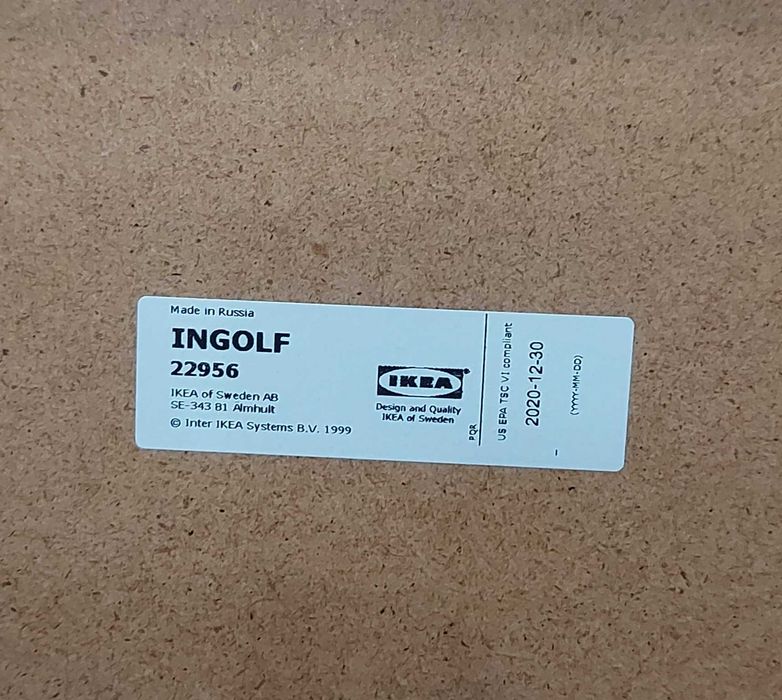 Made in Russia
INGOLF
22956
IKEA of Sweden AB
SE-343 81 Älmhult
© Inter IKEA Systems B.V. 1999
IKEA®
Design and Quality
IKEA of Sweden
PQR
US EPA TSC VI compliant
2020-12-30
(YYYY-MM-DD)